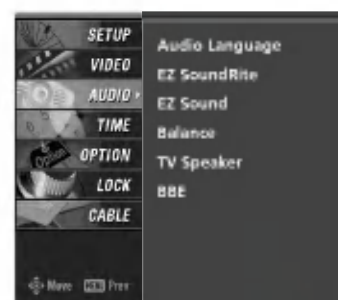 SETUP
VIDEO
AUDIO
TIME
OPTION
LOCK
CABLE
Move MENU Prev
Audio Language
EZ SoundRite
EZ Sound
Balance
TV Speaker
BBE